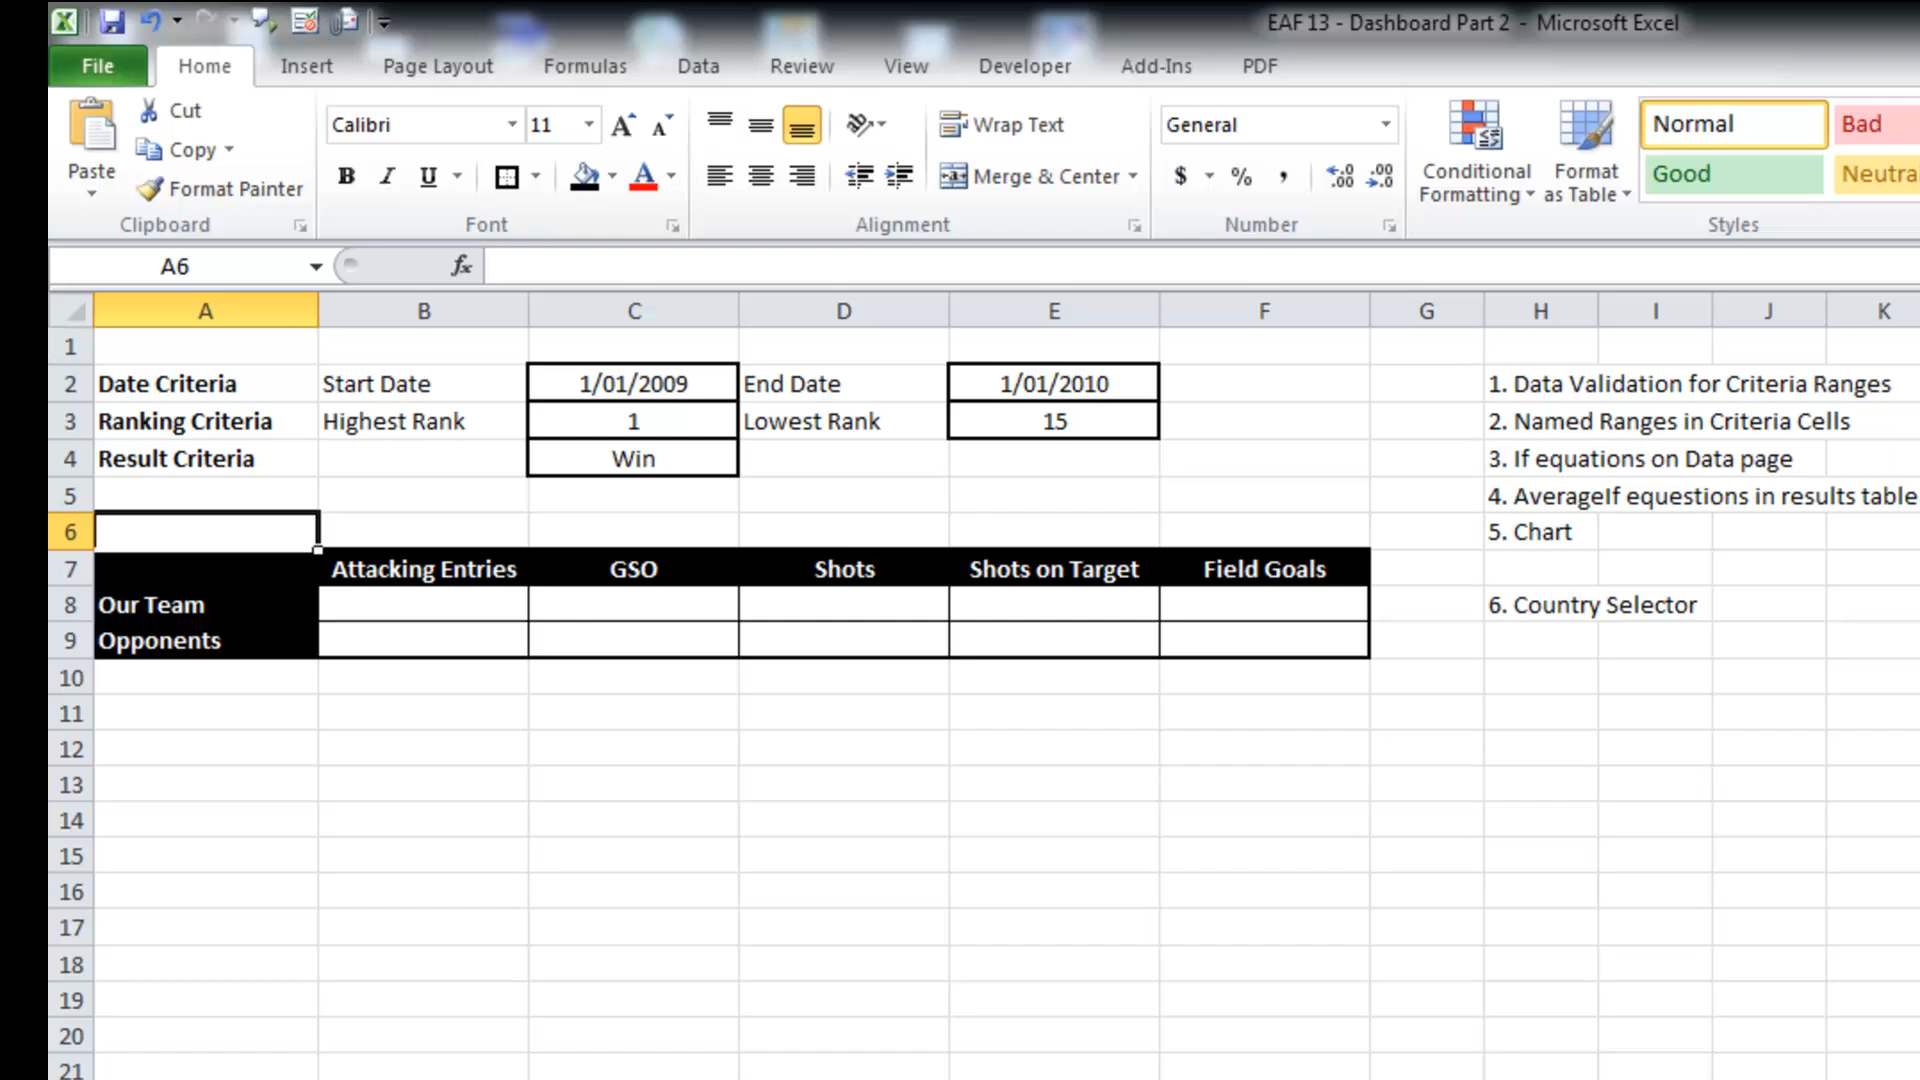 EAF 13 - Dashboard Part 2 - Microsoft Excel
File Home Insert Page Layout Formulas Data Review View Developer Add-Ins PDF
Paste
Cut
Copy
Format Painter
Clipboard
Calibri 11
A A
B I U A
Font
Wrap Text
Merge & Center
Alignment
General
$ % , .0 .00 .00 .0
Number
Conditional Formatting
Format as Table
Normal Bad
Good
Styles
A6 fx
A B C D E F G H I J K
1
2 Date Criteria Start Date 1/01/2009 End Date 1/01/2010 1. Data Validation for Criteria Ranges
3 Ranking Criteria Highest Rank 1 Lowest Rank 15 2. Named Ranges in Criteria Cells
4 Result Criteria Win 3. If equations on Data page
5 4. AverageIf equestions in results table
6 5. Chart
7 Attacking Entries GSO Shots Shots on Target Field Goals
8 Our Team 6. Country Selector
9 Opponents
10
11
12
13
14
15
16
17
18
19
20
21